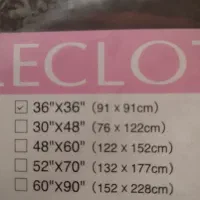 LECLOT
☑ 36"X36" (91 x 91cm)
☐ 30"X48" (76 x 122cm)
☐ 48"X60" (122 x 152cm)
☐ 52"X70" (132 x 177cm)
☐ 60"X90" (152 x 228cm)